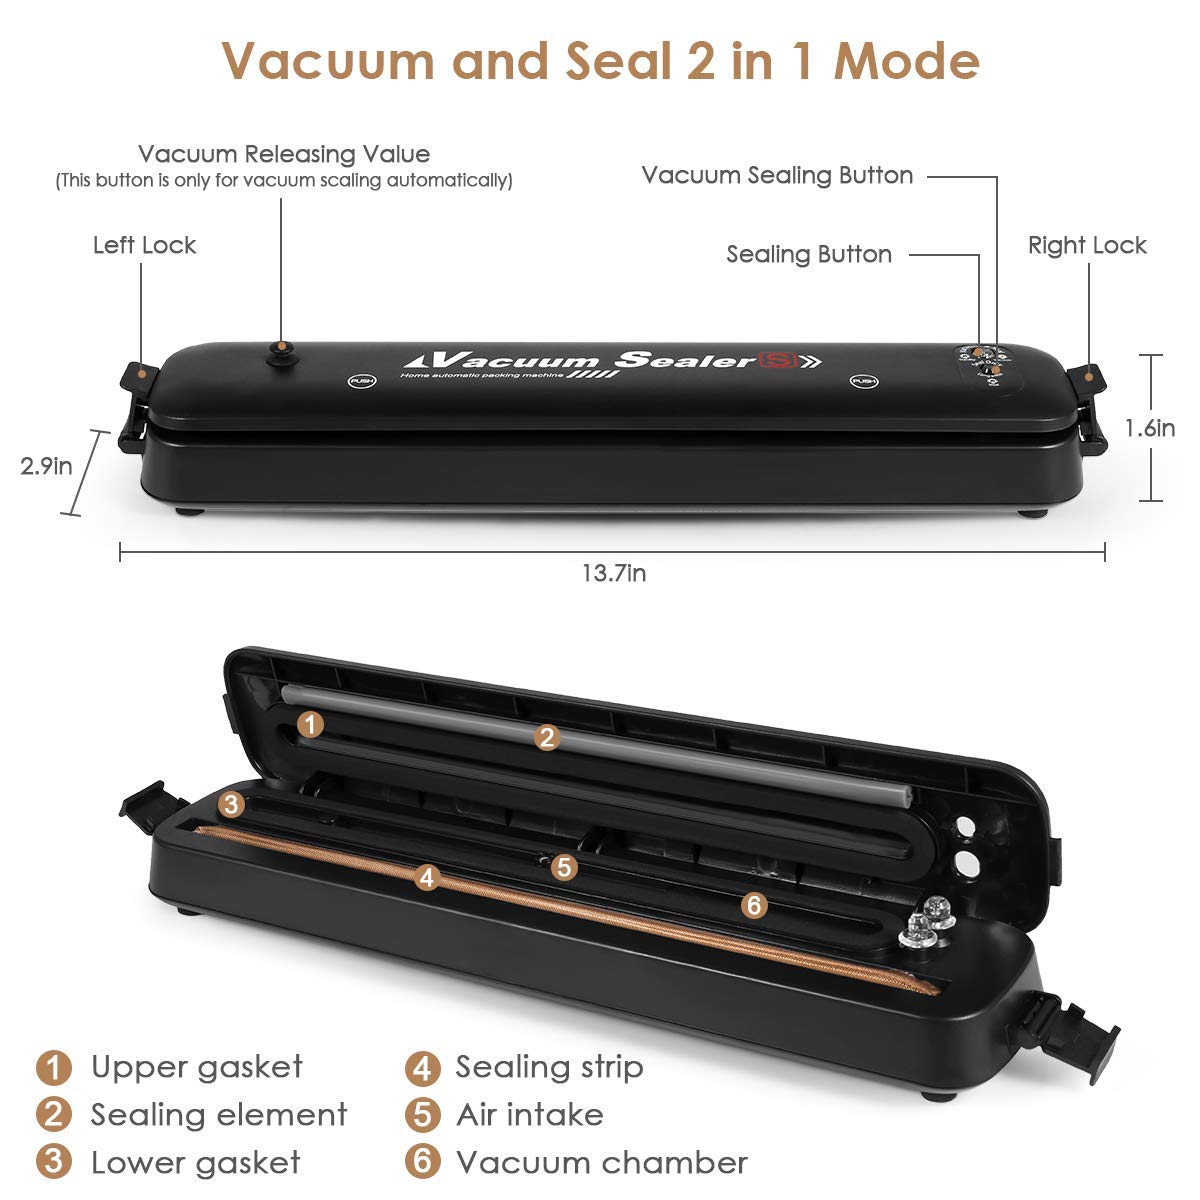 Vacuum and Seal 2 in 1 Mode
Vacuum Releasing Value
(This button is only for vacuum scaling automatically)
Vacuum Sealing Button
Left Lock
Sealing Button
Right Lock
Vacuum Sealer S
Home automatic packing machine
PUSH
PUSH
2.9in
1.6in
13.7in
1
2
3
4
5
6
1 Upper gasket
2 Sealing element
3 Lower gasket
4 Sealing strip
5 Air intake
6 Vacuum chamber